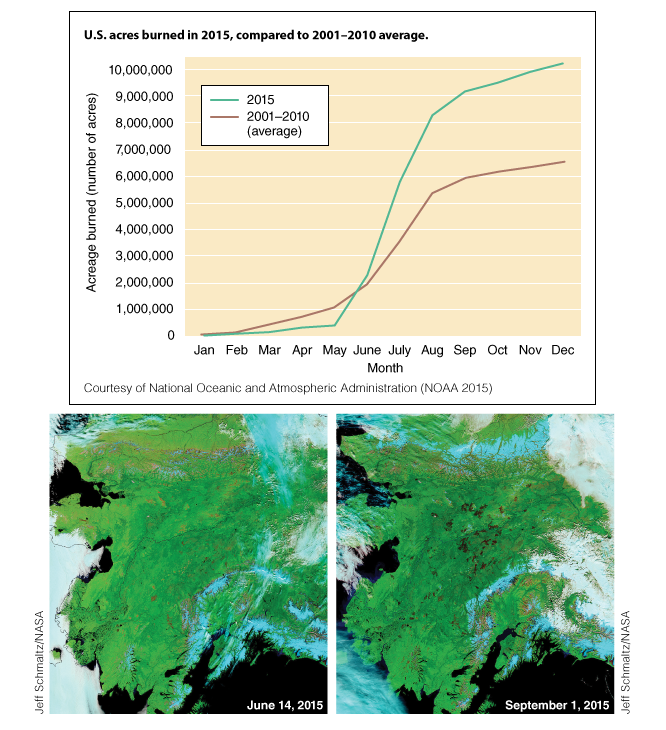 U.S. acres burned in 2015, compared to 2001–2010 average.
10,000,000
9,000,000
8,000,000
7,000,000
6,000,000
5,000,000
4,000,000
3,000,000
2,000,000
1,000,000
0
Acreage burned (number of acres)
2015
2001–2010
(average)
Jan Feb Mar Apr May June July Aug Sep Oct Nov Dec
Month
Courtesy of National Oceanic and Atmospheric Administration (NOAA 2015)
Jeff Schmaltz/NASA
June 14, 2015
September 1, 2015
Jeff Schmaltz/NASA